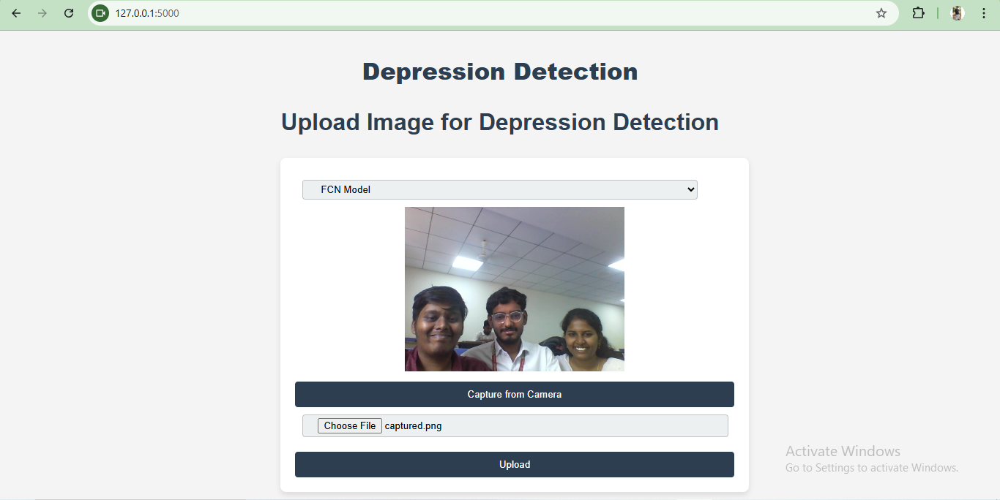 127.0.0.1:5000
Depression Detection
Upload Image for Depression Detection
FCN Model
Capture from Camera
Choose File captured.png
Upload
Activate Windows
Go to Settings to activate Windows.